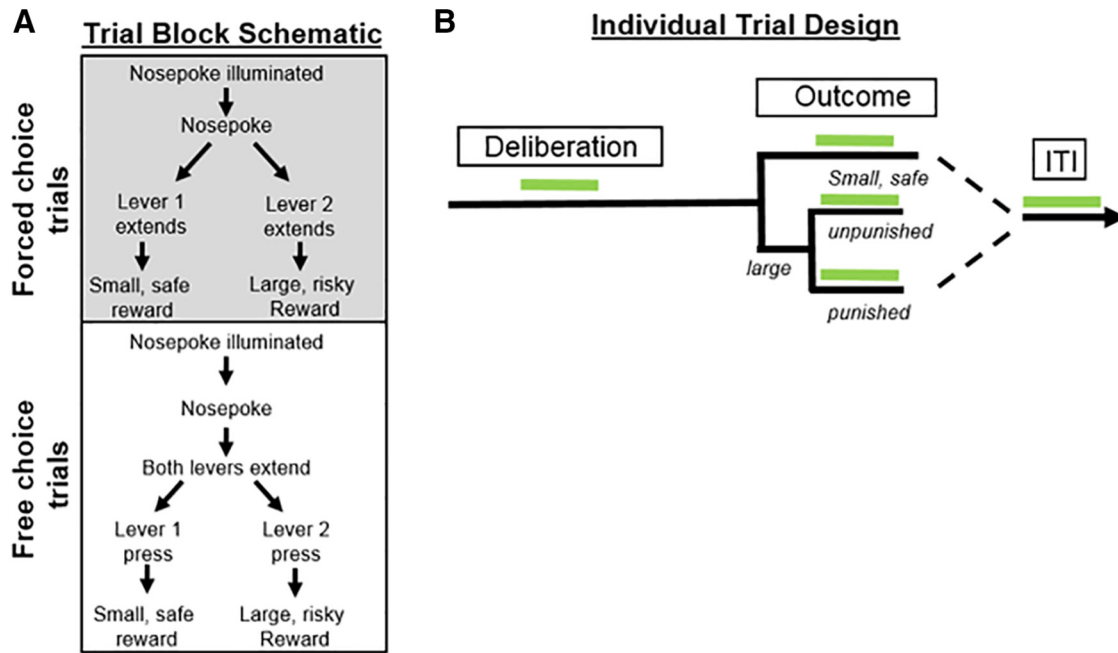 A
Trial Block Schematic
Forced choice
trials
Nosepoke illuminated
Nosepoke
Lever 1
extends
Lever 2
extends
Small, safe
reward
Large, risky
Reward
Free choice
trials
Nosepoke illuminated
Nosepoke
Both levers extend
Lever 1
press
Lever 2
press
Small, safe
reward
Large, risky
Reward
B
Individual Trial Design
Deliberation
Outcome
Small, safe
unpunished
large
punished
ITI